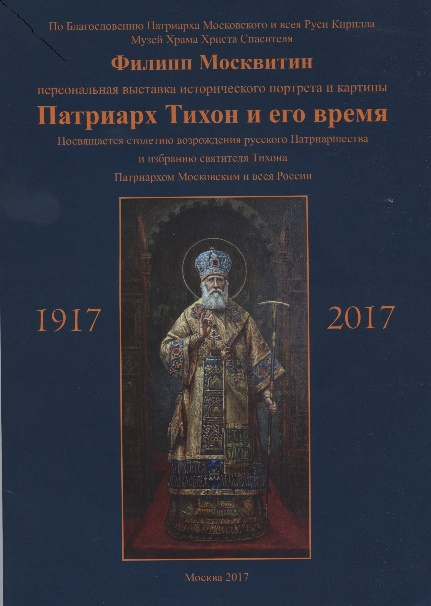 По Благословению Патриарха Московского и всея Руси Кирилла
Музей Храма Христа Спасителя
Филипп Москвитин
персональная выставка исторического портрета и картины
Патриарх Тихон и его время
Посвящается столетию возрождения русского Патриаршества
и избранию святителя Тихона
Патриархом Московским и всея России
1917
2017
Москва 2017